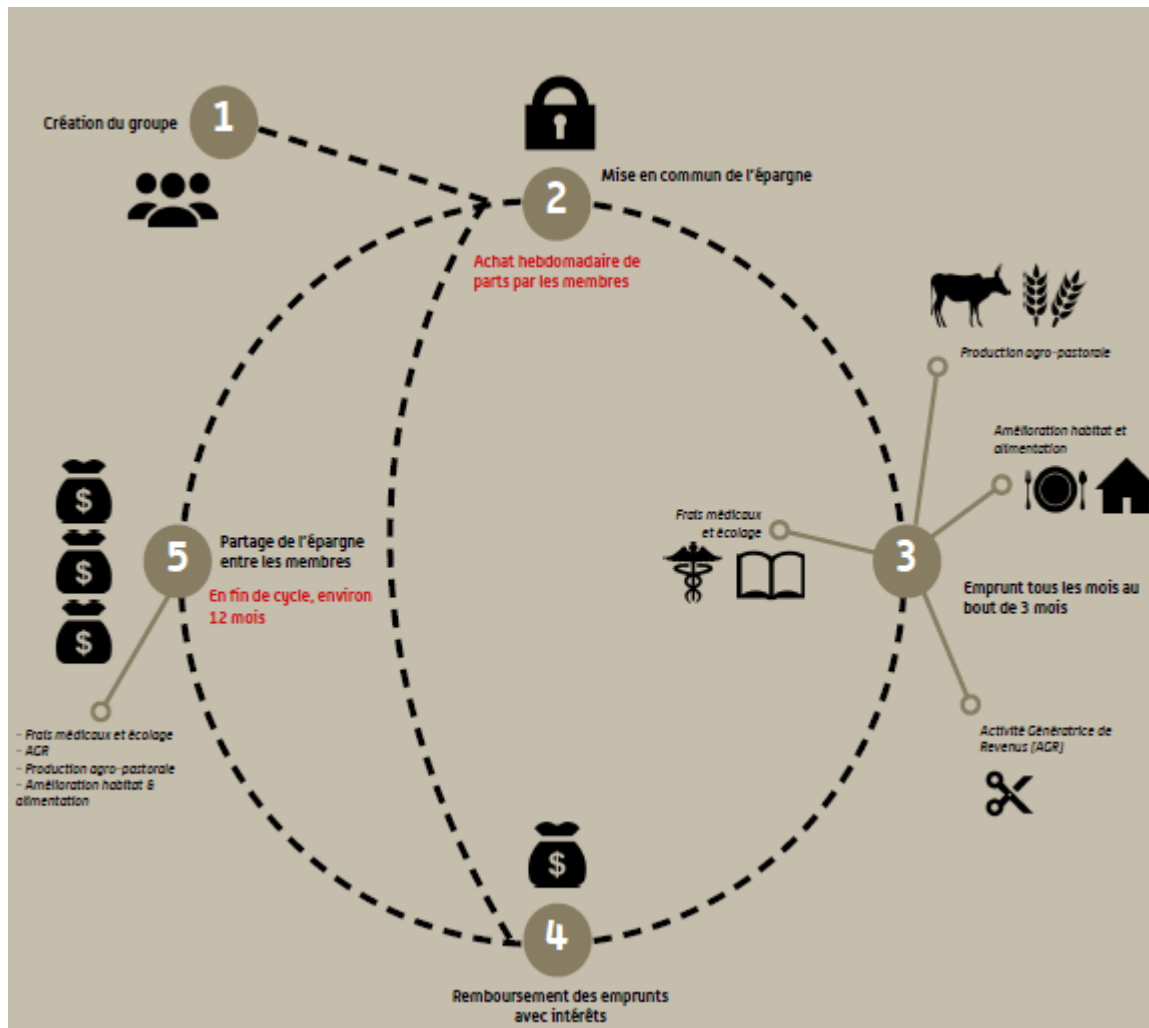 Création du groupe
1
2
Mise en commun de l'épargne
Achat hebdomadaire de
parts par les membres
Production agro-pastorale
Amélioration habitat et
alimentation
Frais médicaux
et écolage
3
Emprunt tous les mois au
bout de 3 mois
Activité Génératrice de
Revenus (AGR)
$
$
$
5
Partage de l'épargne
entre les membres
En fin de cycle, environ
12 mois
- Frais médicaux et écolage
- AGR
- Production agro-pastorale
- Amélioration habitat &
alimentation
$
4
Remboursement des emprunts
avec intérêts